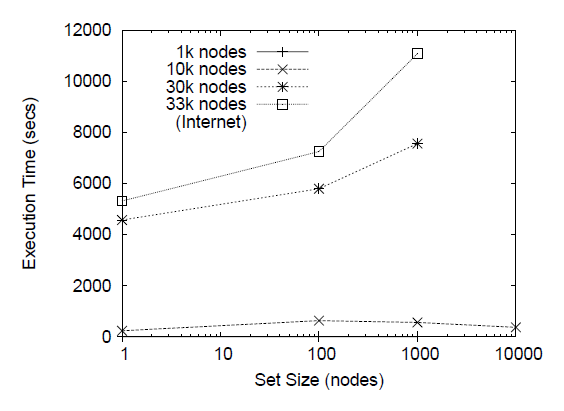 12000
10000
8000
6000
4000
2000
0
Execution Time (secs)
1k nodes
10k nodes
30k nodes
33k nodes
(Internet)
1 10 100 1000 10000
Set Size (nodes)